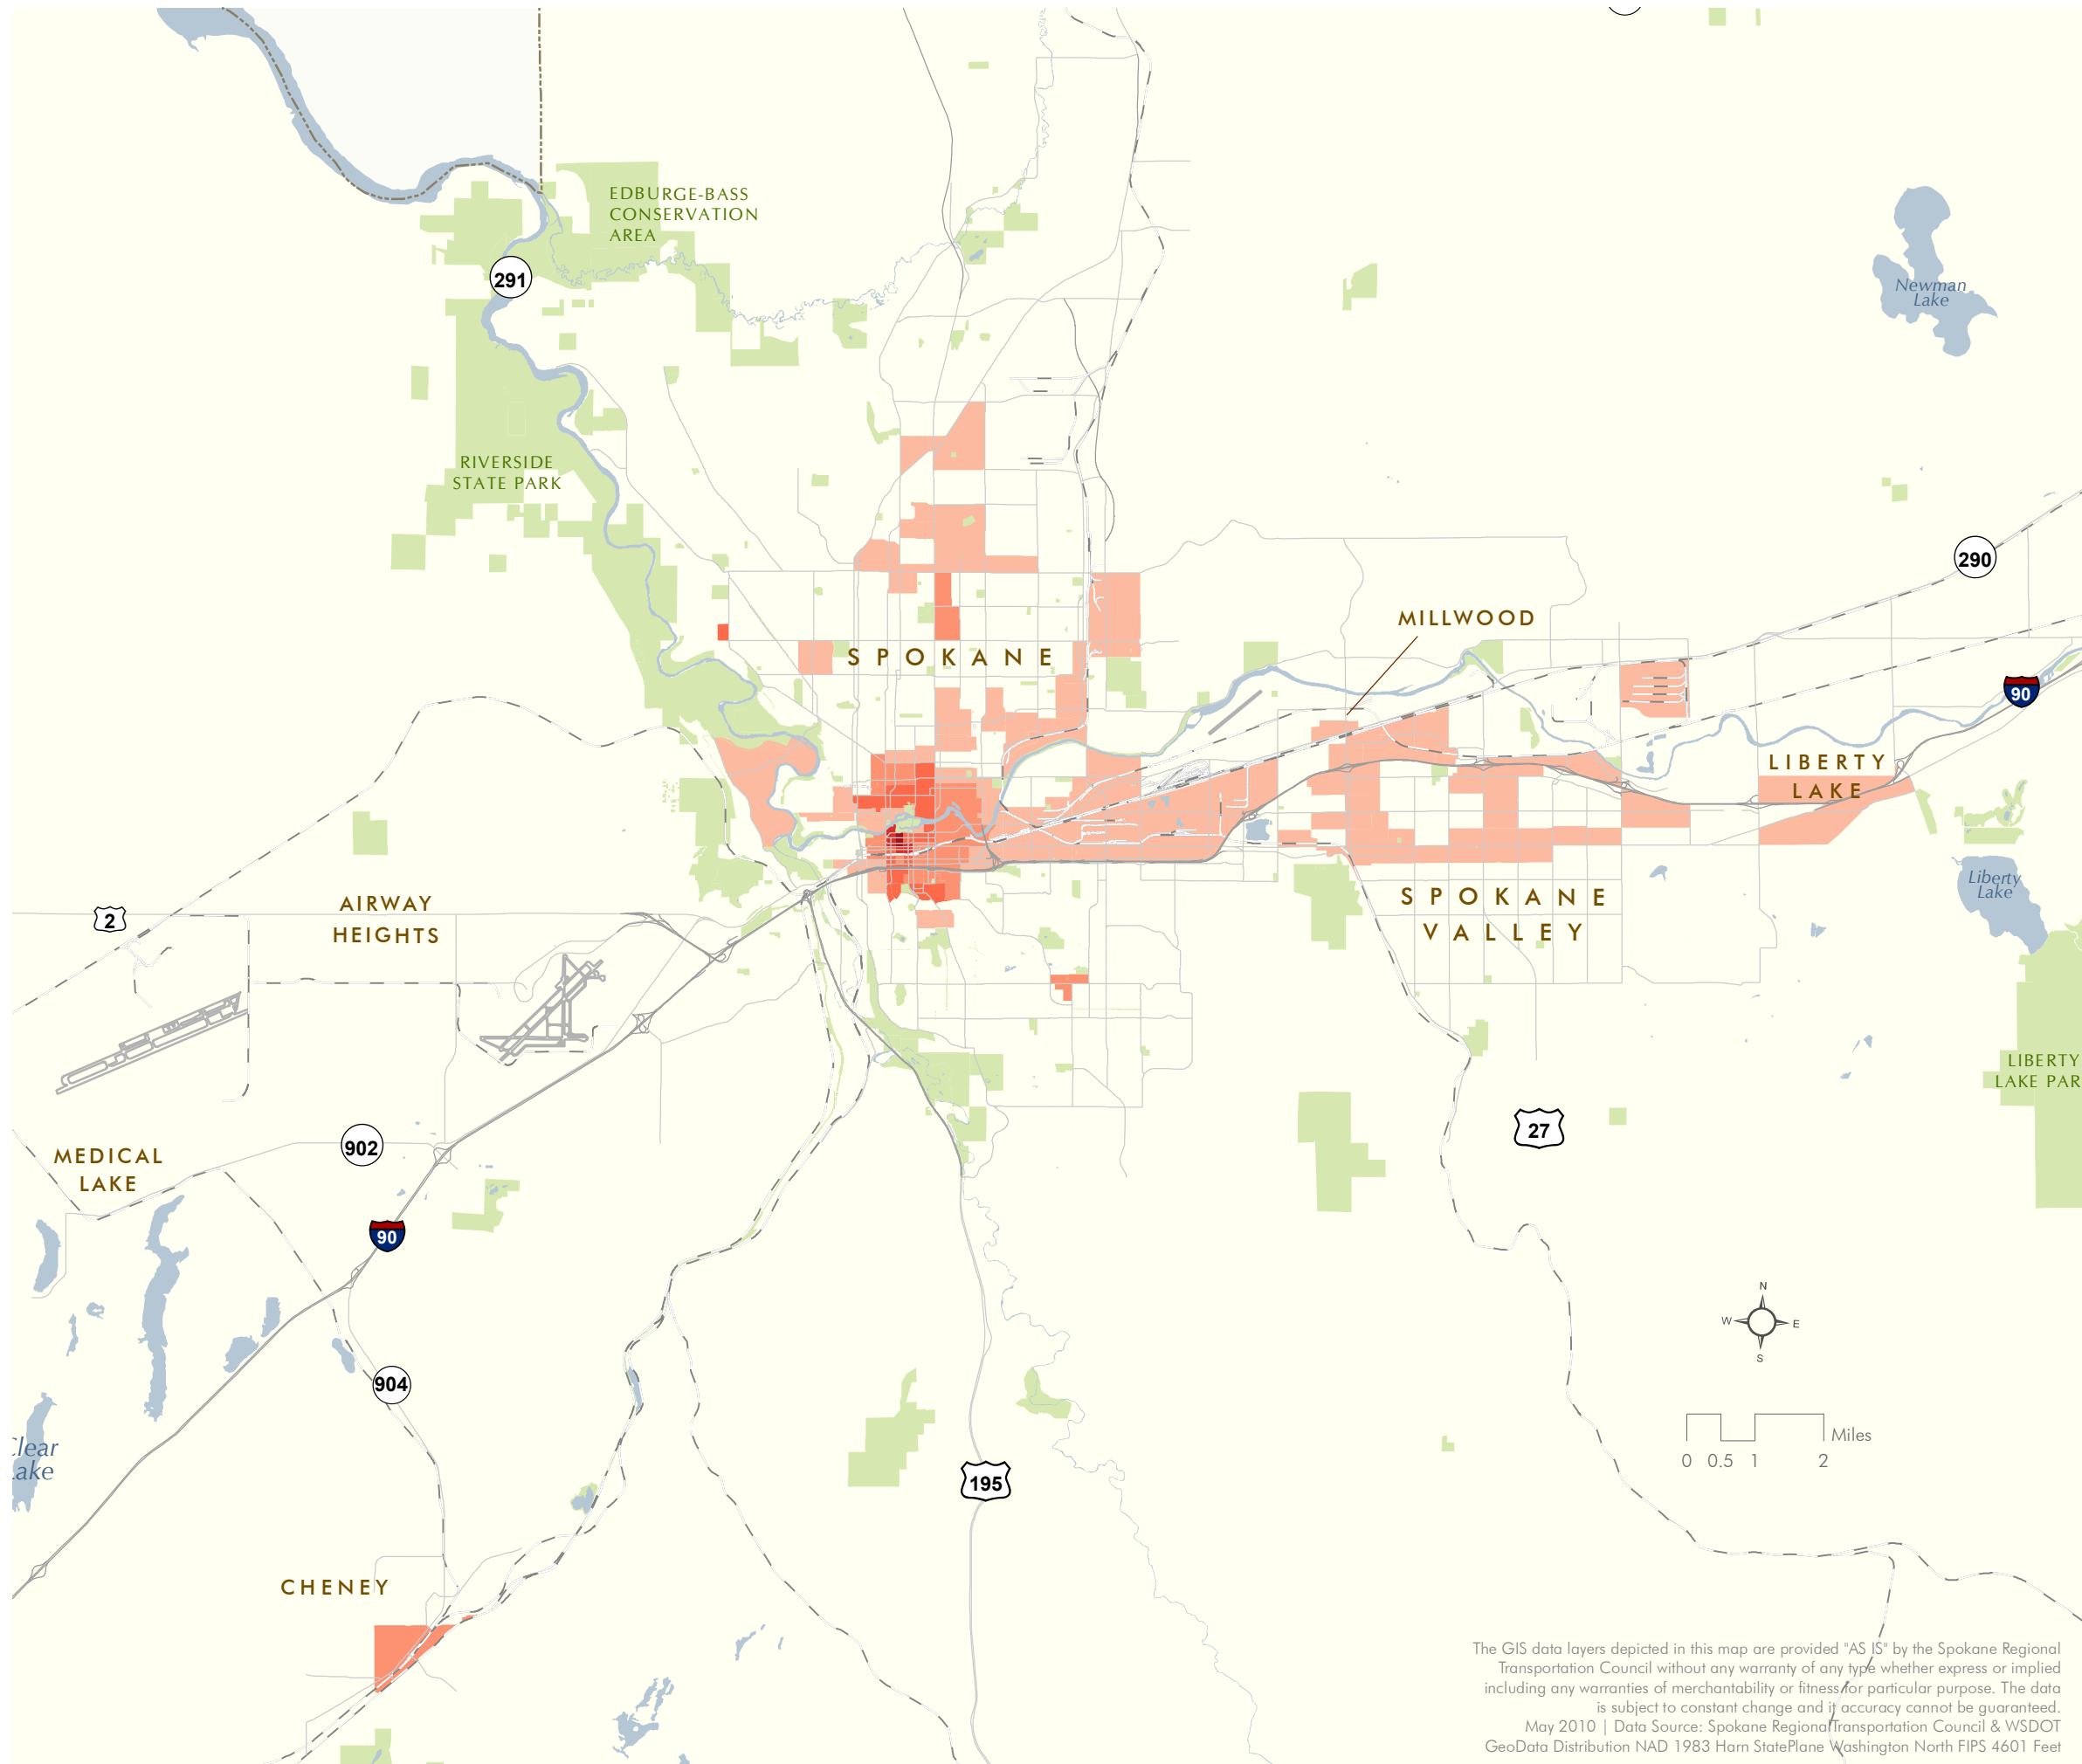 EDBURGE-BASS
CONSERVATION
AREA
291
Newman
Lake
RIVERSIDE
STATE PARK
290
MILLWOOD
SPOKANE
90
LIBERTY
LAKE
Liberty
Lake
SPOKANE
VALLEY
AIRWAY
HEIGHTS
2
LIBERTY
LAKE PAR
27
902
MEDICAL
LAKE
90
N
W E
S
904
Miles
0 0.5 1 2
Clear
Lake
195
CHENEY
The GIS data layers depicted in this map are provided "AS IS" by the Spokane Regional
Transportation Council without any warranty of any type whether express or implied
including any warranties of merchantability or fitness for particular purpose. The data
is subject to constant change and it accuracy cannot be guaranteed.
May 2010 | Data Source: Spokane Regional Transportation Council & WSDOT
GeoData Distribution NAD 1983 Harn StatePlane Washington North FIPS 4601 Feet